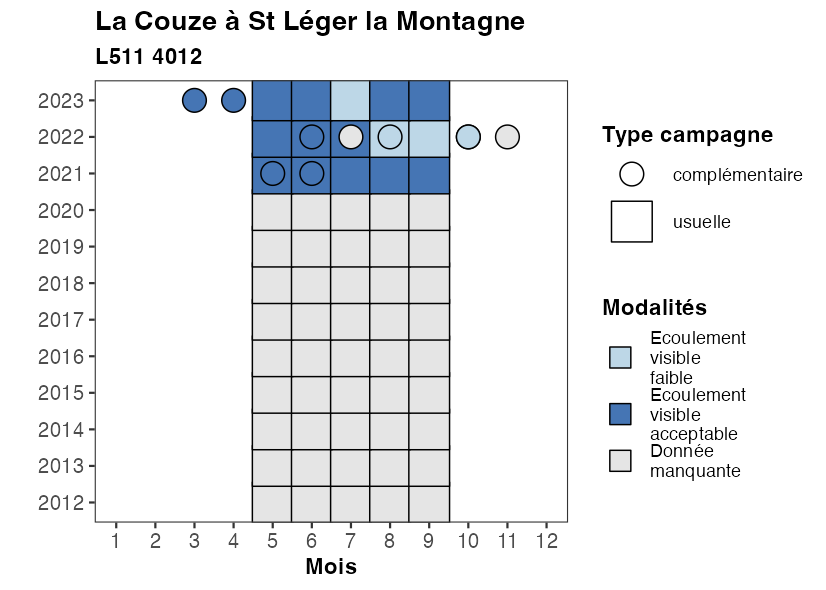 La Couze à St Léger la Montagne
L511 4012
2023
2022
2021
2020
2019
2018
2017
2016
2015
2014
2013
2012
1 2 3 4 5 6 7 8 9 10 11 12
Mois
Type campagne
complémentaire
usuelle
Modalités
Ecoulement
visible
faible
Ecoulement
visible
acceptable
Donnée
manquante